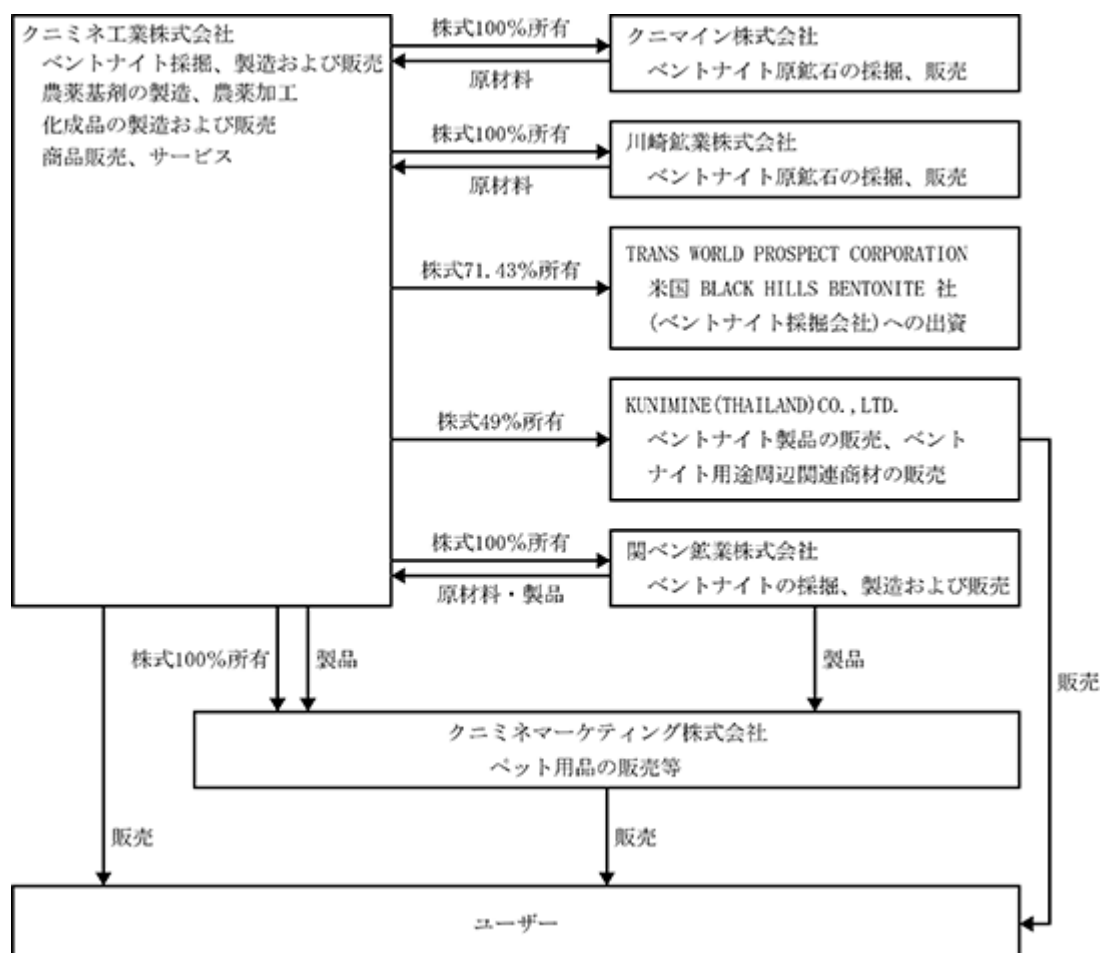 クニミネ工業株式会社
ベントナイト採掘、製造および販売
農薬基剤の製造、農薬加工
化成品の製造および販売
商品販売、サービス
株式100%所有
原材料
クニマイン株式会社
ベントナイト原鉱石の採掘、販売
株式100%所有
原材料
川崎鉱業株式会社
ベントナイト原鉱石の採掘、販売
株式71.43%所有
TRANS WORLD PROSPECT CORPORATION
米国 BLACK HILLS BENTONITE 社
(ベントナイト採掘会社)への出資
株式49%所有
KUNIMINE(THAILAND)CO.,LTD.
ベントナイト製品の販売、ベント
ナイト用途周辺関連商材の販売
株式100%所有
原材料・製品
関ベン鉱業株式会社
ベントナイトの採掘、製造および販売
株式100%所有
製品
製品
販売
クニミネマーケティング株式会社
ペット用品の販売等
販売
販売
ユーザー